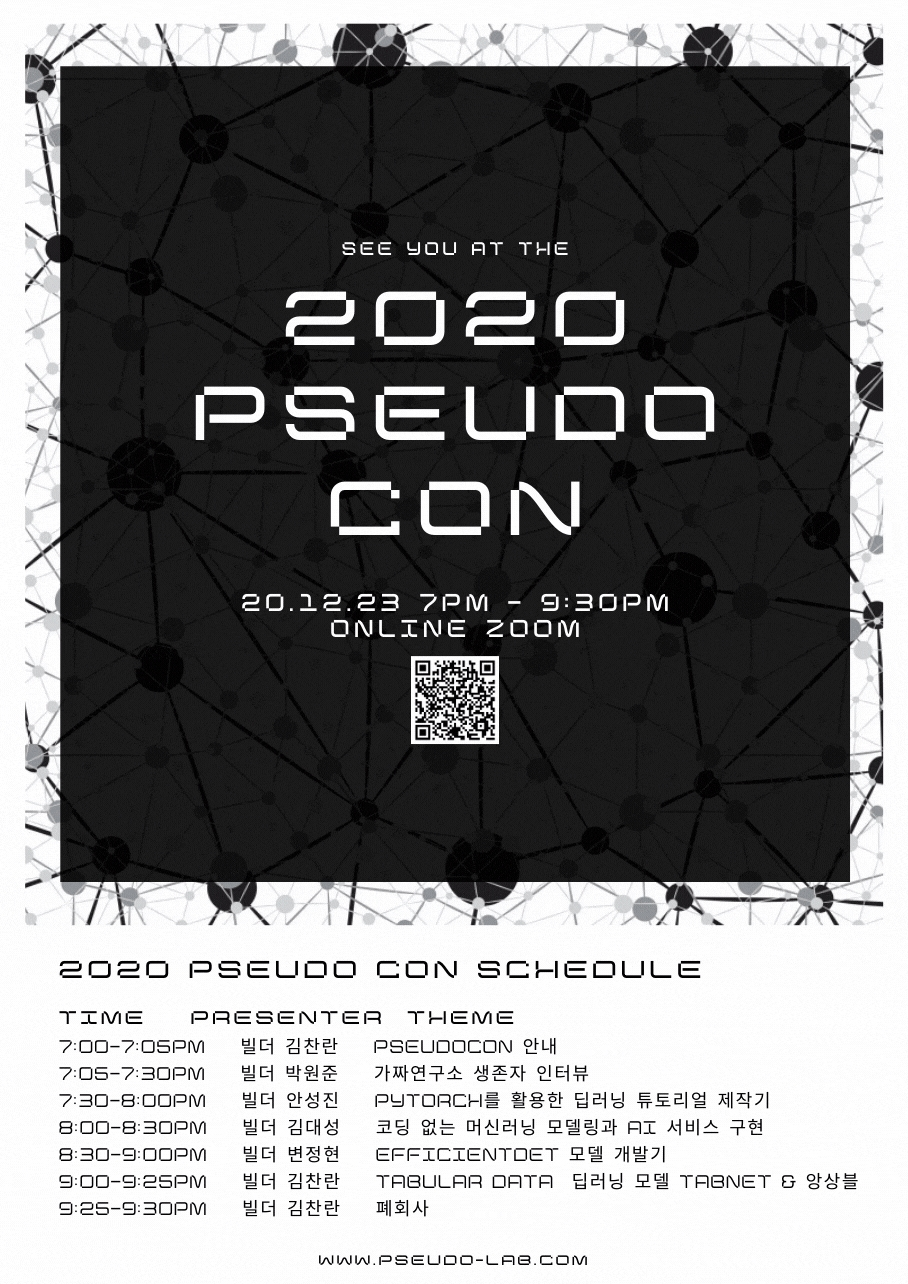 SEE YOU AT THE
2020
PSEUDO
CON
20.12.23 7PM - 9:30PM
ONLINE ZOOM
2020 PSEUDO CON SCHEDULE
TIME PRESENTER THEME
7:00-7:05PM 빌더 김찬란 PSEUDOCON 안내
7:05-7:30PM 빌더 박원준 가짜연구소 생존자 인터뷰
7:30-8:00PM 빌더 안성진 PYTORCH를 활용한 딥러닝 튜토리얼 제작기
8:00-8:30PM 빌더 김대성 코딩 없는 머신러닝 모델링과 AI 서비스 구현
8:30-9:00PM 빌더 변정현 EFFICIENTDET 모델 개발기
9:00-9:25PM 빌더 김찬란 TABULAR DATA 딥러닝 모델 TABNET & 앙상블
9:25-9:30PM 빌더 김찬란 폐회사
WWW.PSEUDO-LAB.COM